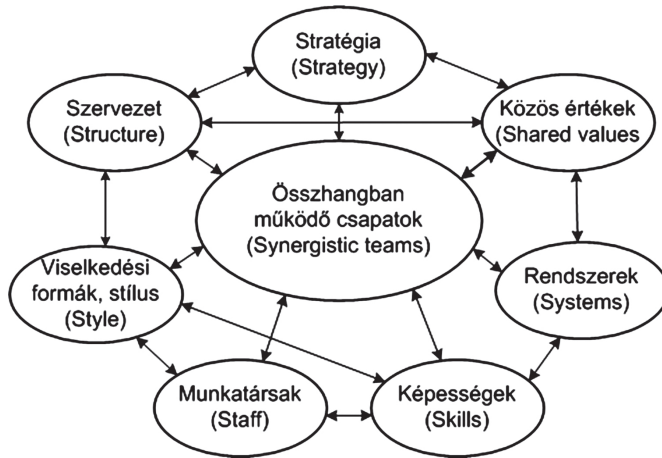 Stratégia
(Strategy)
Szervezet
(Structure)
Közös értékek
(Shared values
Összhangban
működő csapatok
(Synergistic teams)
Viselkedési
formák, stílus
(Style)
Rendszerek
(Systems)
Munkatársak
(Staff)
Képességek
(Skills)